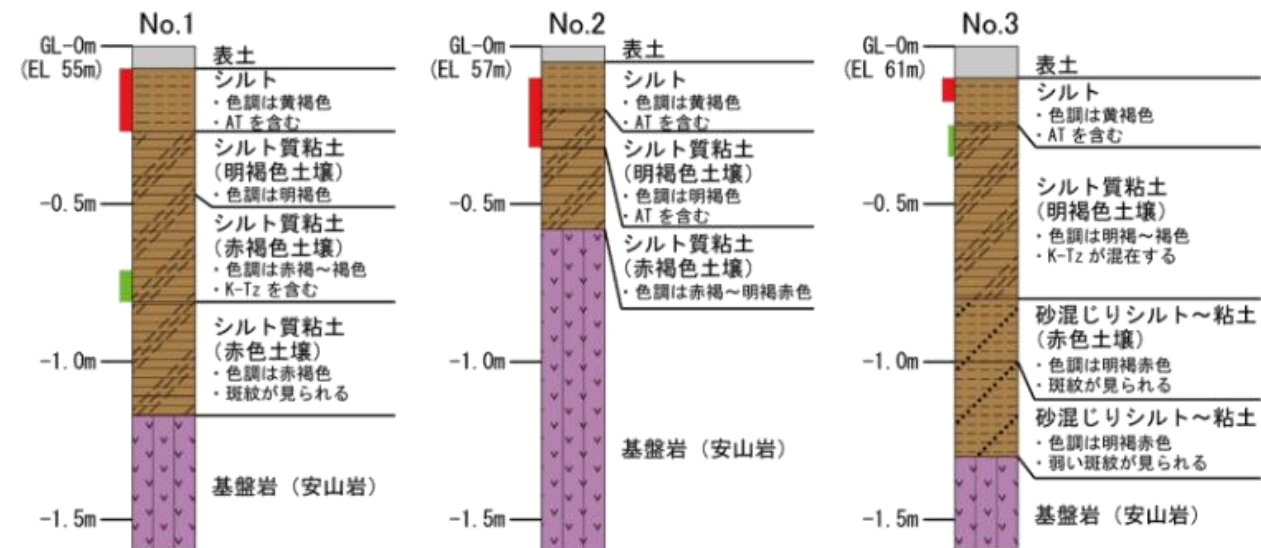 No.1
GL-0m
(EL 55m)
-0.5m
-1.0m
-1.5m
表土
シルト
・色調は黄褐色
・ATを含む
シルト質粘土
(明褐色土壌)
・色調は明褐色
シルト質粘土
(赤褐色土壌)
・色調は赤褐～褐色
・K-Tzを含む
シルト質粘土
(赤色土壌)
・色調は赤褐色
・斑紋が見られる
基盤岩(安山岩)
No.2
GL-0m
(EL 57m)
-0.5m
-1.0m
-1.5m
表土
シルト
・色調は黄褐色
・ATを含む
シルト質粘土
(明褐色土壌)
・色調は明褐色
・ATを含む
シルト質粘土
(赤褐色土壌)
・色調は赤褐～明褐赤色
基盤岩(安山岩)
No.3
GL-0m
(EL 61m)
-0.5m
-1.0m
-1.5m
表土
シルト
・色調は黄褐色
・ATを含む
シルト質粘土
(明褐色土壌)
・色調は明褐～褐色
・K-Tzが混在する
砂混じりシルト～粘土
(赤色土壌)
・色調は明褐赤色
・斑紋が見られる
砂混じりシルト～粘土
・色調は明褐赤色
・弱い斑紋が見られる
基盤岩(安山岩)